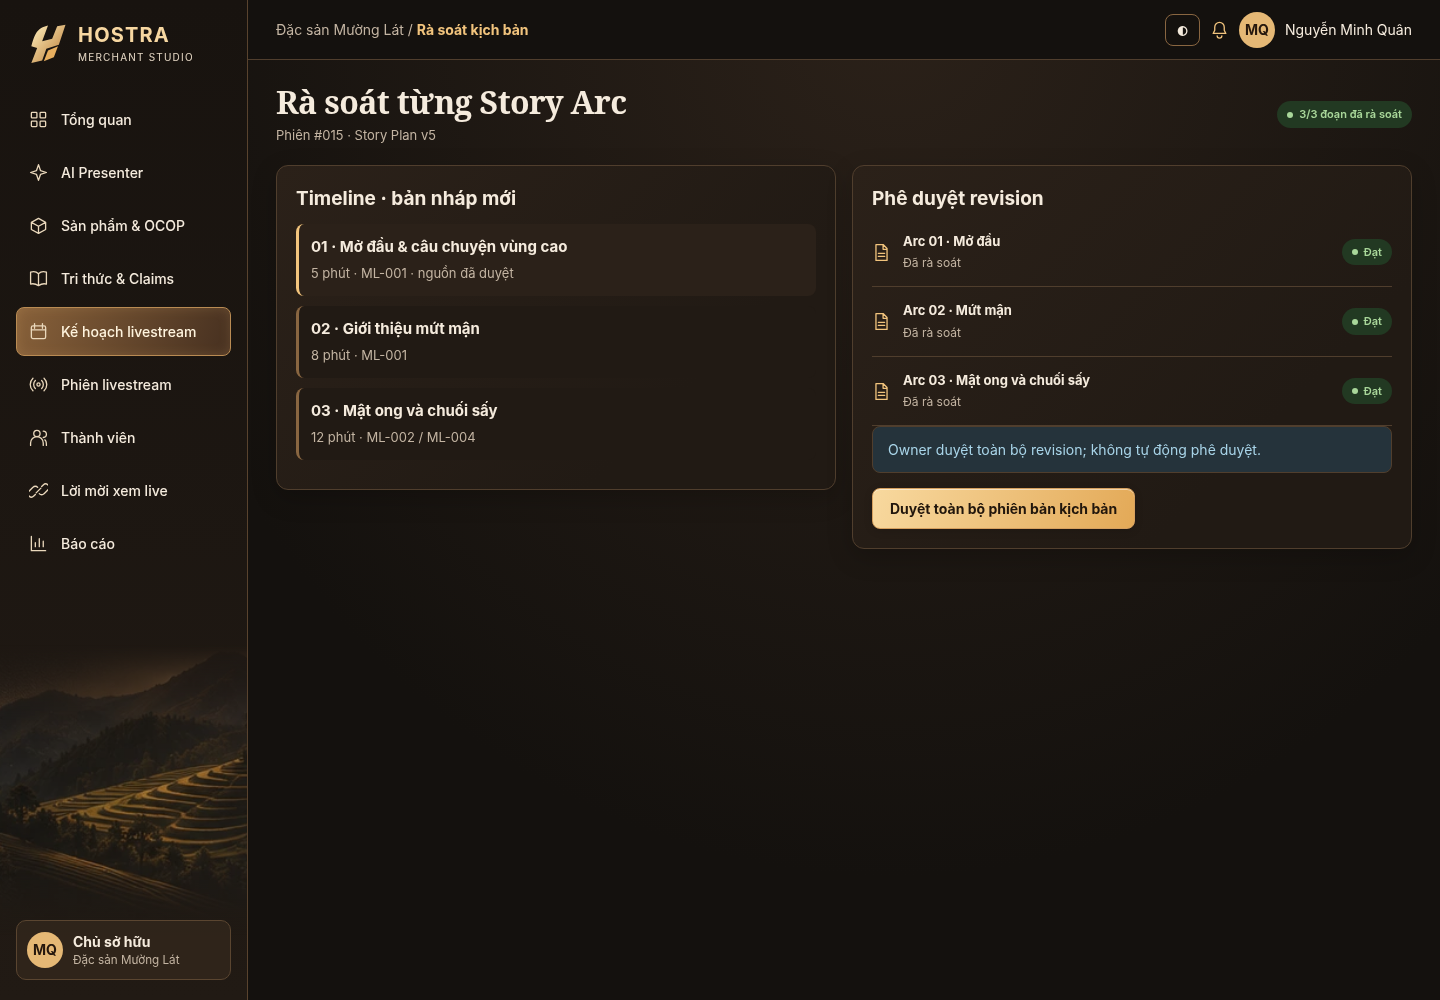 HOSTRA
MERCHANT STUDIO
Tổng quan
AI Presenter
Sản phẩm & OCOP
Tri thức & Claims
Kế hoạch livestream
Phiên livestream
Thành viên
Lời mời xem live
Báo cáo
MQ
Chủ sở hữu
Đặc sản Mường Lát
Đặc sản Mường Lát / Rà soát kịch bản
MQ
Nguyễn Minh Quân
Rà soát từng Story Arc
Phiên #015 · Story Plan v5
3/3 đoạn đã rà soát
Timeline · bản nháp mới
01 · Mở đầu & câu chuyện vùng cao
5 phút · ML-001 · nguồn đã duyệt
02 · Giới thiệu mứt mận
8 phút · ML-001
03 · Mật ong và chuối sấy
12 phút · ML-002 / ML-004
Phê duyệt revision
Arc 01 · Mở đầu
Đã rà soát
Đạt
Arc 02 · Mứt mận
Đã rà soát
Đạt
Arc 03 · Mật ong và chuối sấy
Đã rà soát
Đạt
Owner duyệt toàn bộ revision; không tự động phê duyệt.
Duyệt toàn bộ phiên bản kịch bản